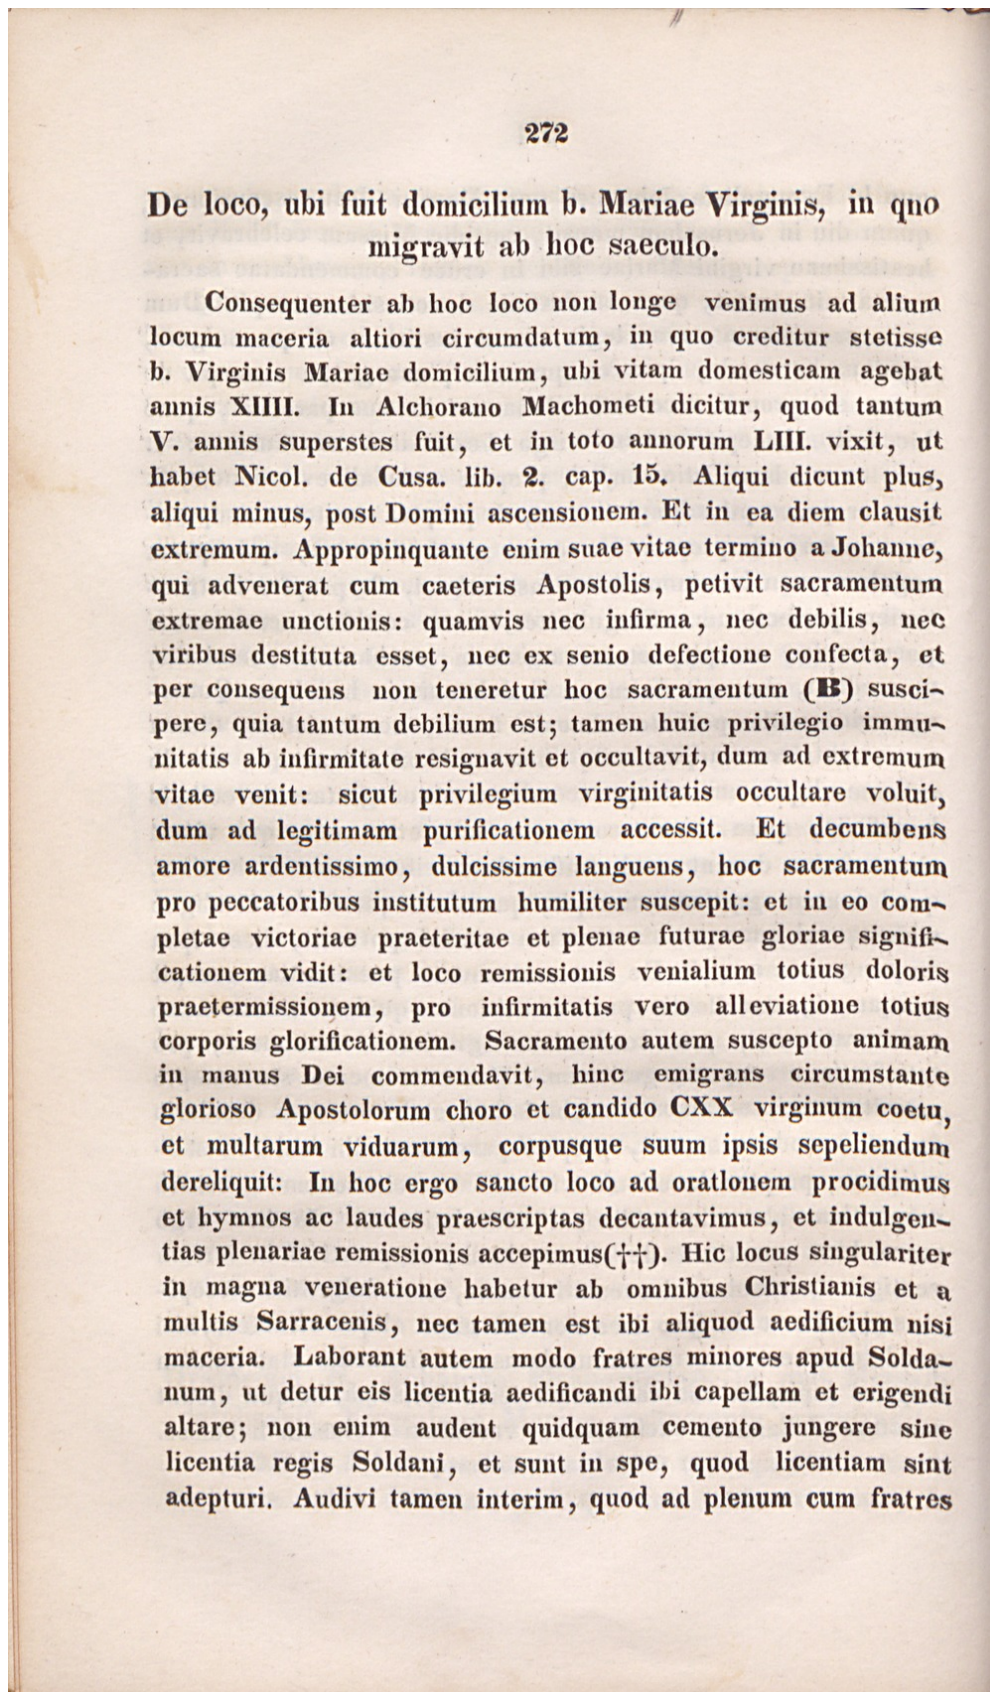 272
De loco, ubi fuit domicilium b. Mariae Virginis, in quo
migravit ab hoc saeculo.
Consequenter ab hoc loco non longe venimus ad alium
locum maceria altiori circumdatum, in quo creditur stetisse
b. Virginis Mariae domicilium, ubi vitam domesticam agebat
annis XIIII. In Alchorano Machometi dicitur, quod tantum
V. annis superstes fuit, et in toto annorum LIII. vixit, ut
habet Nicol. de Cusa. lib. 2. cap. 15. Aliqui dicunt plus,
aliqui minus, post Domini ascensionem. Et in ea diem clausit
extremum. Appropinquante enim suae vitae termino a Johanne,
qui advenerat cum caeteris Apostolis, petivit sacramentum
extremae unctionis: quamvis nec infirma, nec debilis, nec
viribus destituta esset, nec ex senio defectione confecta, et
per consequens non teneretur hoc sacramentum (B) susci-
pere, quia tantum debilium est; tamen huic privilegio immu-
nitatis ab infirmitate resignavit et occultavit, dum ad extremum
vitae venit: sicut privilegium virginitatis occultare voluit,
dum ad legitimam purificationem accessit. Et decumbens
amore ardentissimo, dulcissime languens, hoc sacramentum
pro peccatoribus institutum humiliter suscepit: et in eo com-
pletae victoriae praeteritae et plenae futurae gloriae signifi-
cationem vidit: et loco remissionis venialium totius doloris
praetermissionem, pro infirmitatis vero alleviatione totius
corporis glorificationem. Sacramento autem suscepto animam
in manus Dei commendavit, hinc emigrans circumstante
glorioso Apostolorum choro et candido CXX virginum coetu,
et multarum viduarum, corpusque suum ipsis sepeliendum
dereliquit: In hoc ergo sancto loco ad oratlonem procidimus
et hymnos ac laudes praescriptas decantavimus, et indulgen-
tias plenariae remissionis accepimus(††). Hic locus singulariter
in magna veneratione habetur ab omnibus Christianis et a
multis Sarracenis, nec tamen est ibi aliquod aedificium nisi
maceria. Laborant autem modo fratres minores apud Solda-
num, ut detur eis licentia aedificandi ibi capellam et erigendi
altare; non enim audent quidquam cemento jungere sine
licentia regis Soldani, et sunt in spe, quod licentiam sint
adepturi. Audivi tamen interim, quod ad plenum cum fratres